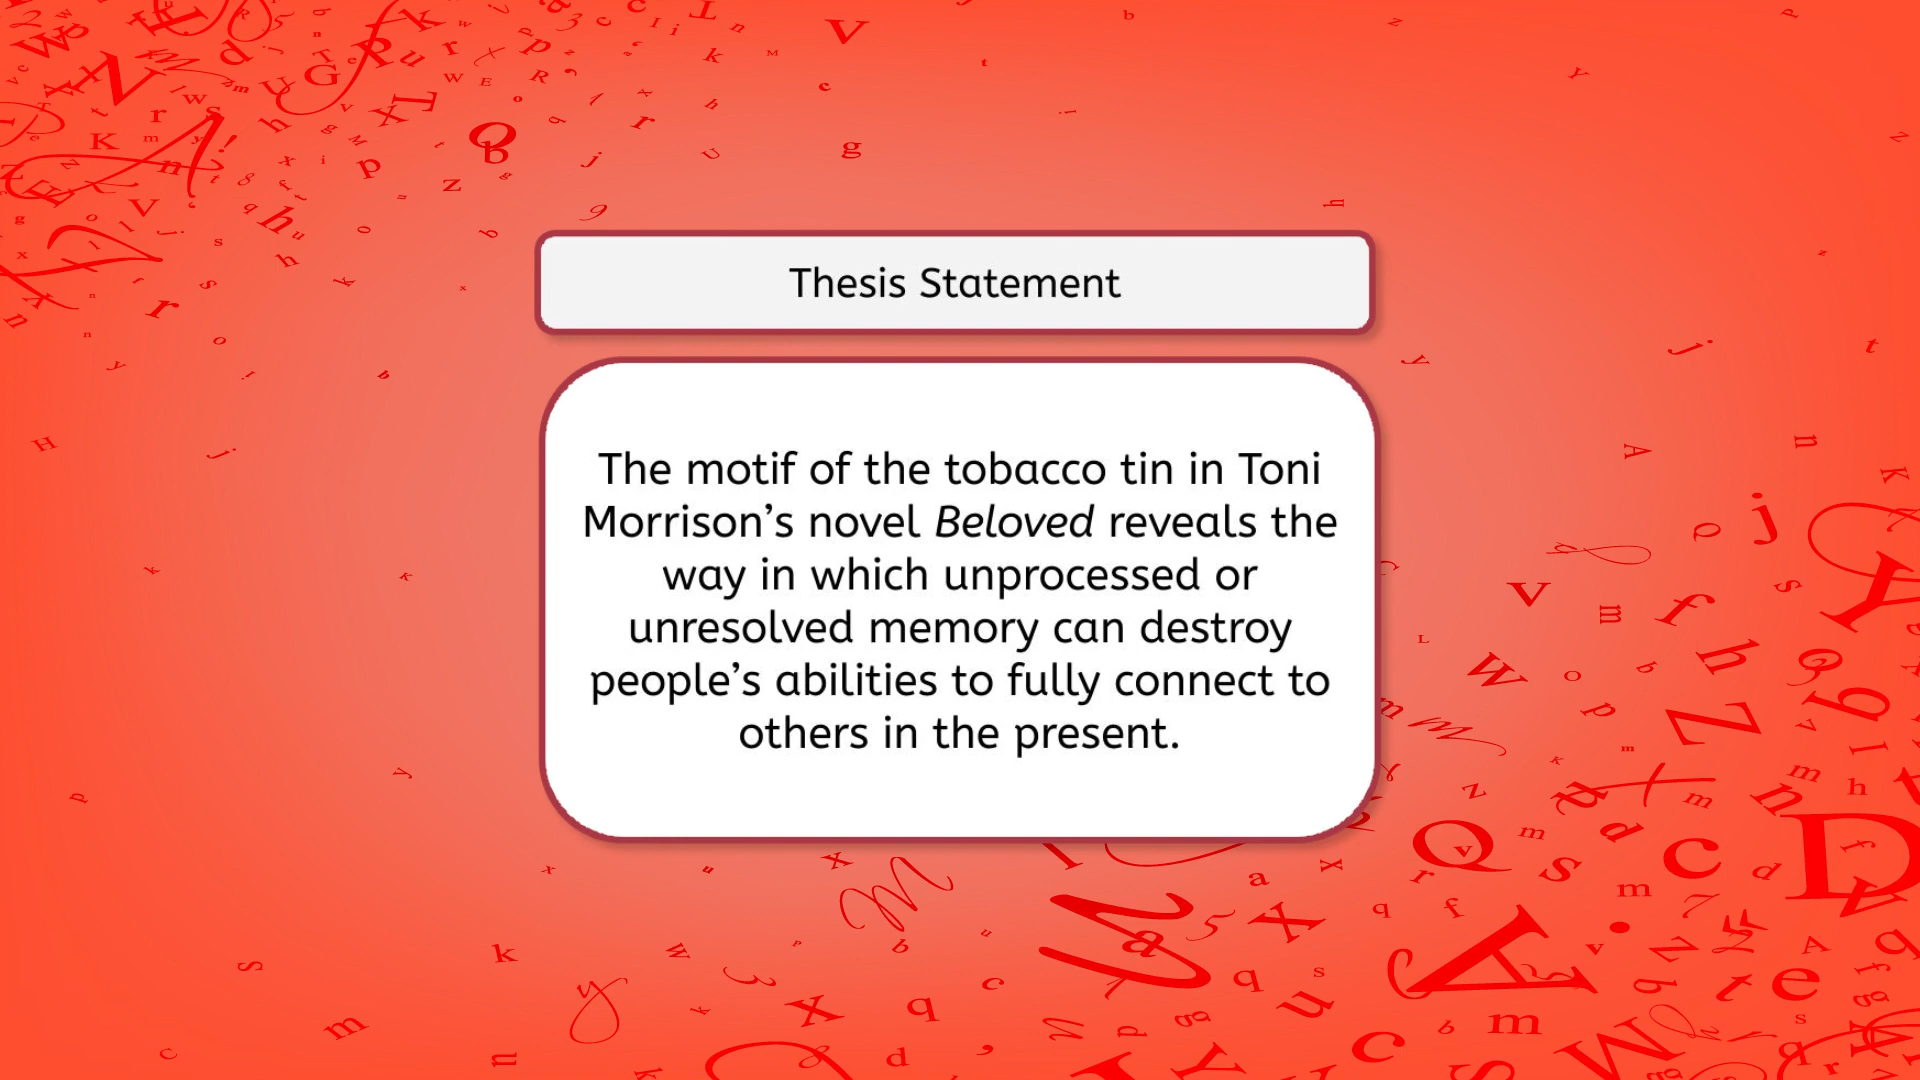 Thesis Statement
The motif of the tobacco tin in Toni
Morrison’s novel Beloved reveals the
way in which unprocessed or
unresolved memory can destroy
people’s abilities to fully connect to
others in the present.